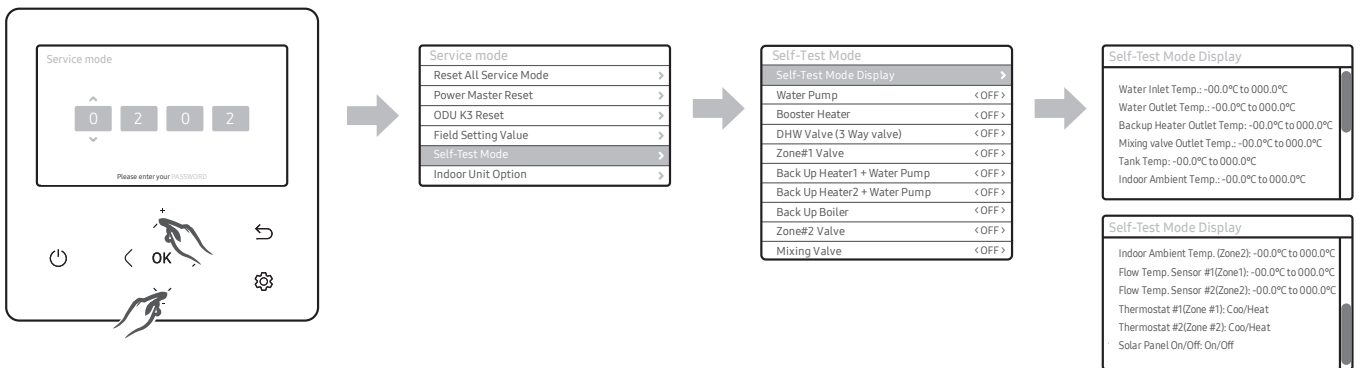 Service mode
0 2 0 2
Please enter your PASSWORD
+
OK
-
Service mode
Reset All Service Mode >
Power Master Reset >
ODU K3 Reset >
Field Setting Value >
Self-Test Mode >
Indoor Unit Option >
Self-Test Mode
Self-Test Mode Display >
Water Pump <OFF>
Booster Heater <OFF>
DHW Valve (3 Way valve) <OFF>
Zone#1 Valve <OFF>
Back Up Heater1 + Water Pump <OFF>
Back Up Heater2 + Water Pump <OFF>
Back Up Boiler <OFF>
Zone#2 Valve <OFF>
Mixing Valve <OFF>
Self-Test Mode Display
Water Inlet Temp.: -00.0°C to 000.0°C
Water Outlet Temp.: -00.0°C to 000.0°C
Backup Heater Outlet Temp: -00.0°C to 000.0°C
Mixing valve Outlet Temp.: -00.0°C to 000.0°C
Tank Temp: -00.0°C to 000.0°C
Indoor Ambient Temp.: -00.0°C to 000.0°C
Self-Test Mode Display
Indoor Ambient Temp. (Zone2): -00.0°C to 000.0°C
Flow Temp. Sensor #1(Zone1): -00.0°C to 000.0°C
Flow Temp. Sensor #2(Zone2): -00.0°C to 000.0°C
Thermostat #1(Zone #1): Coo/Heat
Thermostat #2(Zone #2): Coo/Heat
Solar Panel On/Off: On/Off